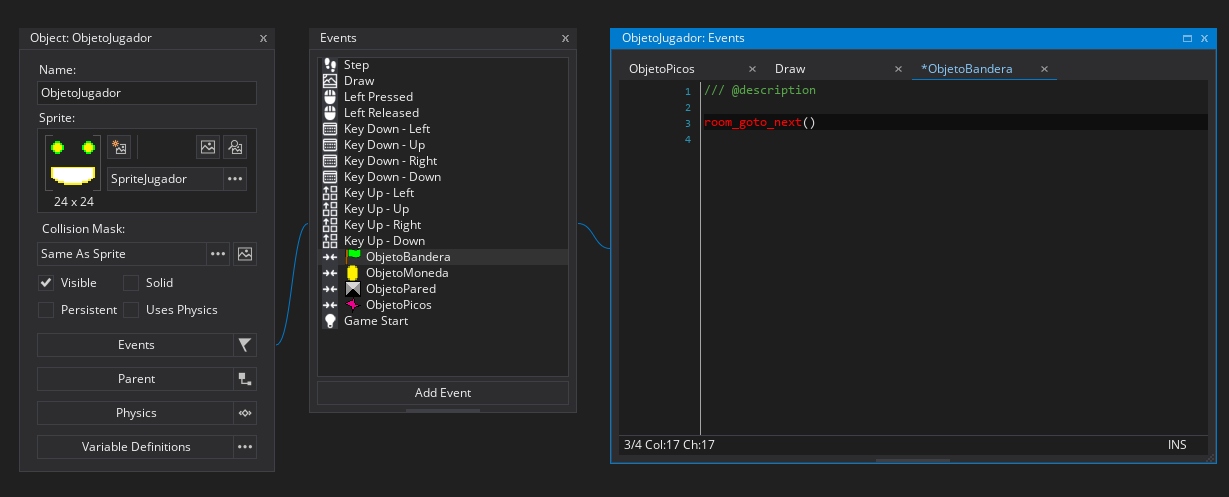 Object: ObjetoJugador
x
Name:
ObjetoJugador
Sprite:
SpriteJugador
24 x 24
Collision Mask:
Same As Sprite
Visible
Solid
Persistent
Uses Physics
Events
Parent
Physics
Variable Definitions
Events
x
Step
Draw
Left Pressed
Left Released
Key Down - Left
Key Down - Up
Key Down - Right
Key Down - Down
Key Up - Left
Key Up - Up
Key Up - Right
Key Up - Down
ObjetoBandera
ObjetoMoneda
ObjetoPared
ObjetoPicos
Game Start
Add Event
ObjetoJugador: Events
x
ObjetoPicos × Draw × *ObjetoBandera ×
1 /// @description
2
3 room_goto_next()
4
3/4 Col:17 Ch:17 INS